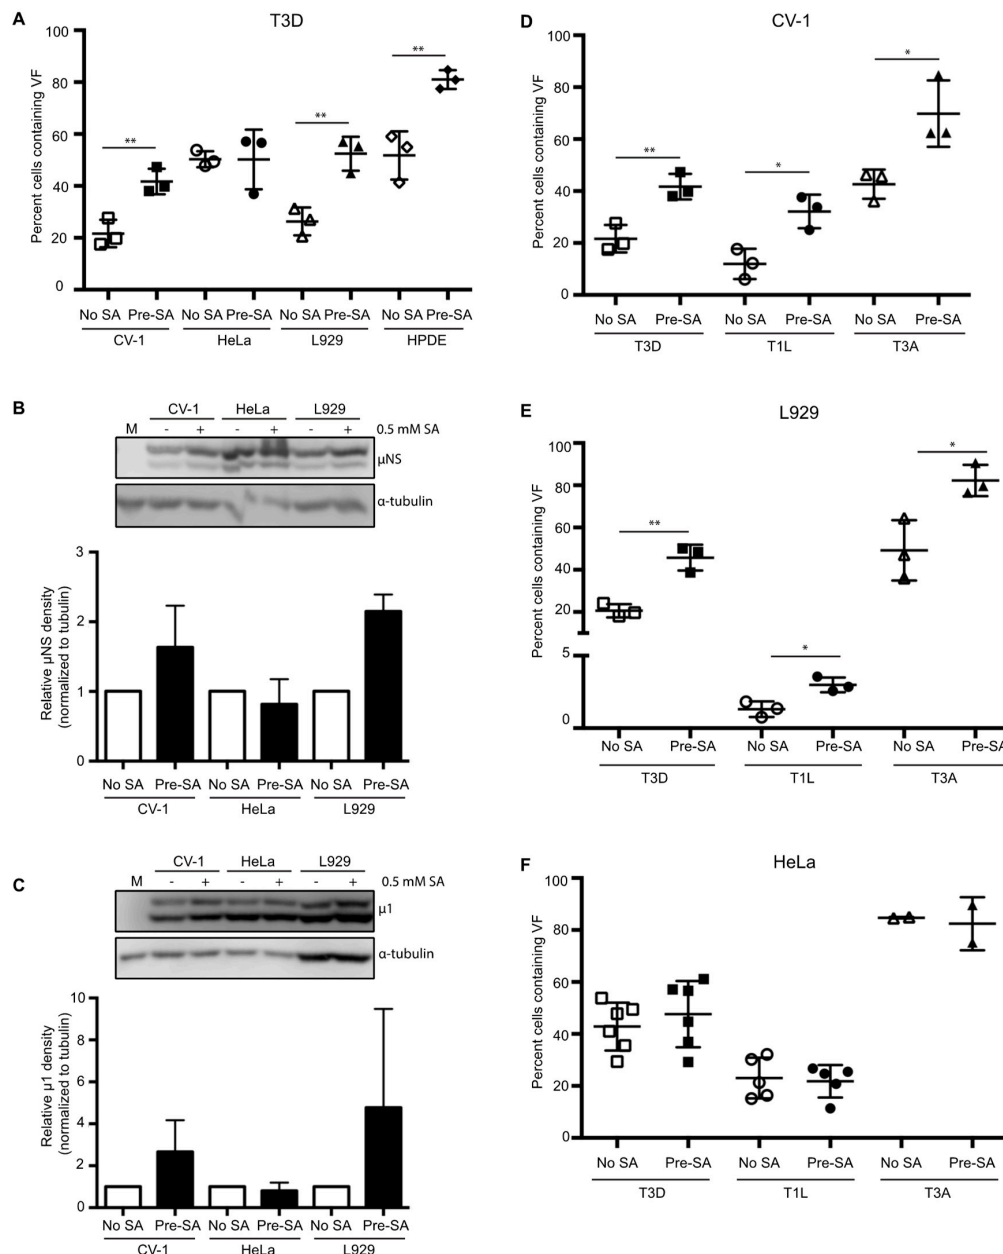 A
T3D
Percent cells containing VF
100
80
60
40
20
0
** ** **
No SA Pre-SA No SA Pre-SA No SA Pre-SA No SA Pre-SA
CV-1 HeLa L929 HPDE
B
CV-1 HeLa L929
M - + - + - + 0.5 mM SA
μNS
α-tubulin
Relative μNS density
(normalized to tubulin)
3
2
1
0
No SA Pre-SA No SA Pre-SA No SA Pre-SA
CV-1 HeLa L929
C
CV-1 HeLa L929
M - + - + - + 0.5 mM SA
μ1
α-tubulin
Relative μ1 density
(normalized to tubulin)
10
8
6
4
2
0
No SA Pre-SA No SA Pre-SA No SA Pre-SA
CV-1 HeLa L929
D
CV-1
Percent cells containing VF
100
80
60
40
20
0
** * *
No SA Pre-SA No SA Pre-SA No SA Pre-SA
T3D T1L T3A
E
L929
Percent cells containing VF
100
80
60
40
20
5
0
** * *
No SA Pre-SA No SA Pre-SA No SA Pre-SA
T3D T1L T3A
F
HeLa
Percent cells containing VF
100
80
60
40
20
0
No SA Pre-SA No SA Pre-SA No SA Pre-SA
T3D T1L T3A